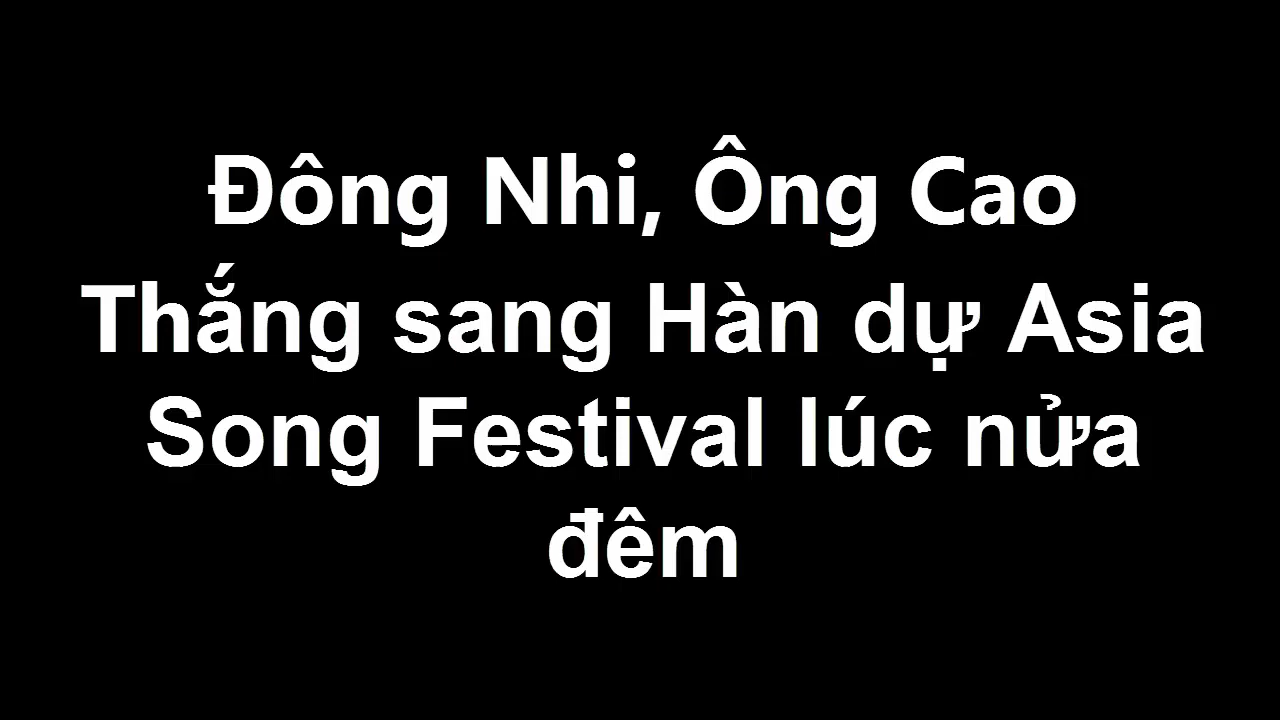 Đông Nhi, Ông Cao
Thắng sang Hàn dự Asia
Song Festival lúc nửa
đêm